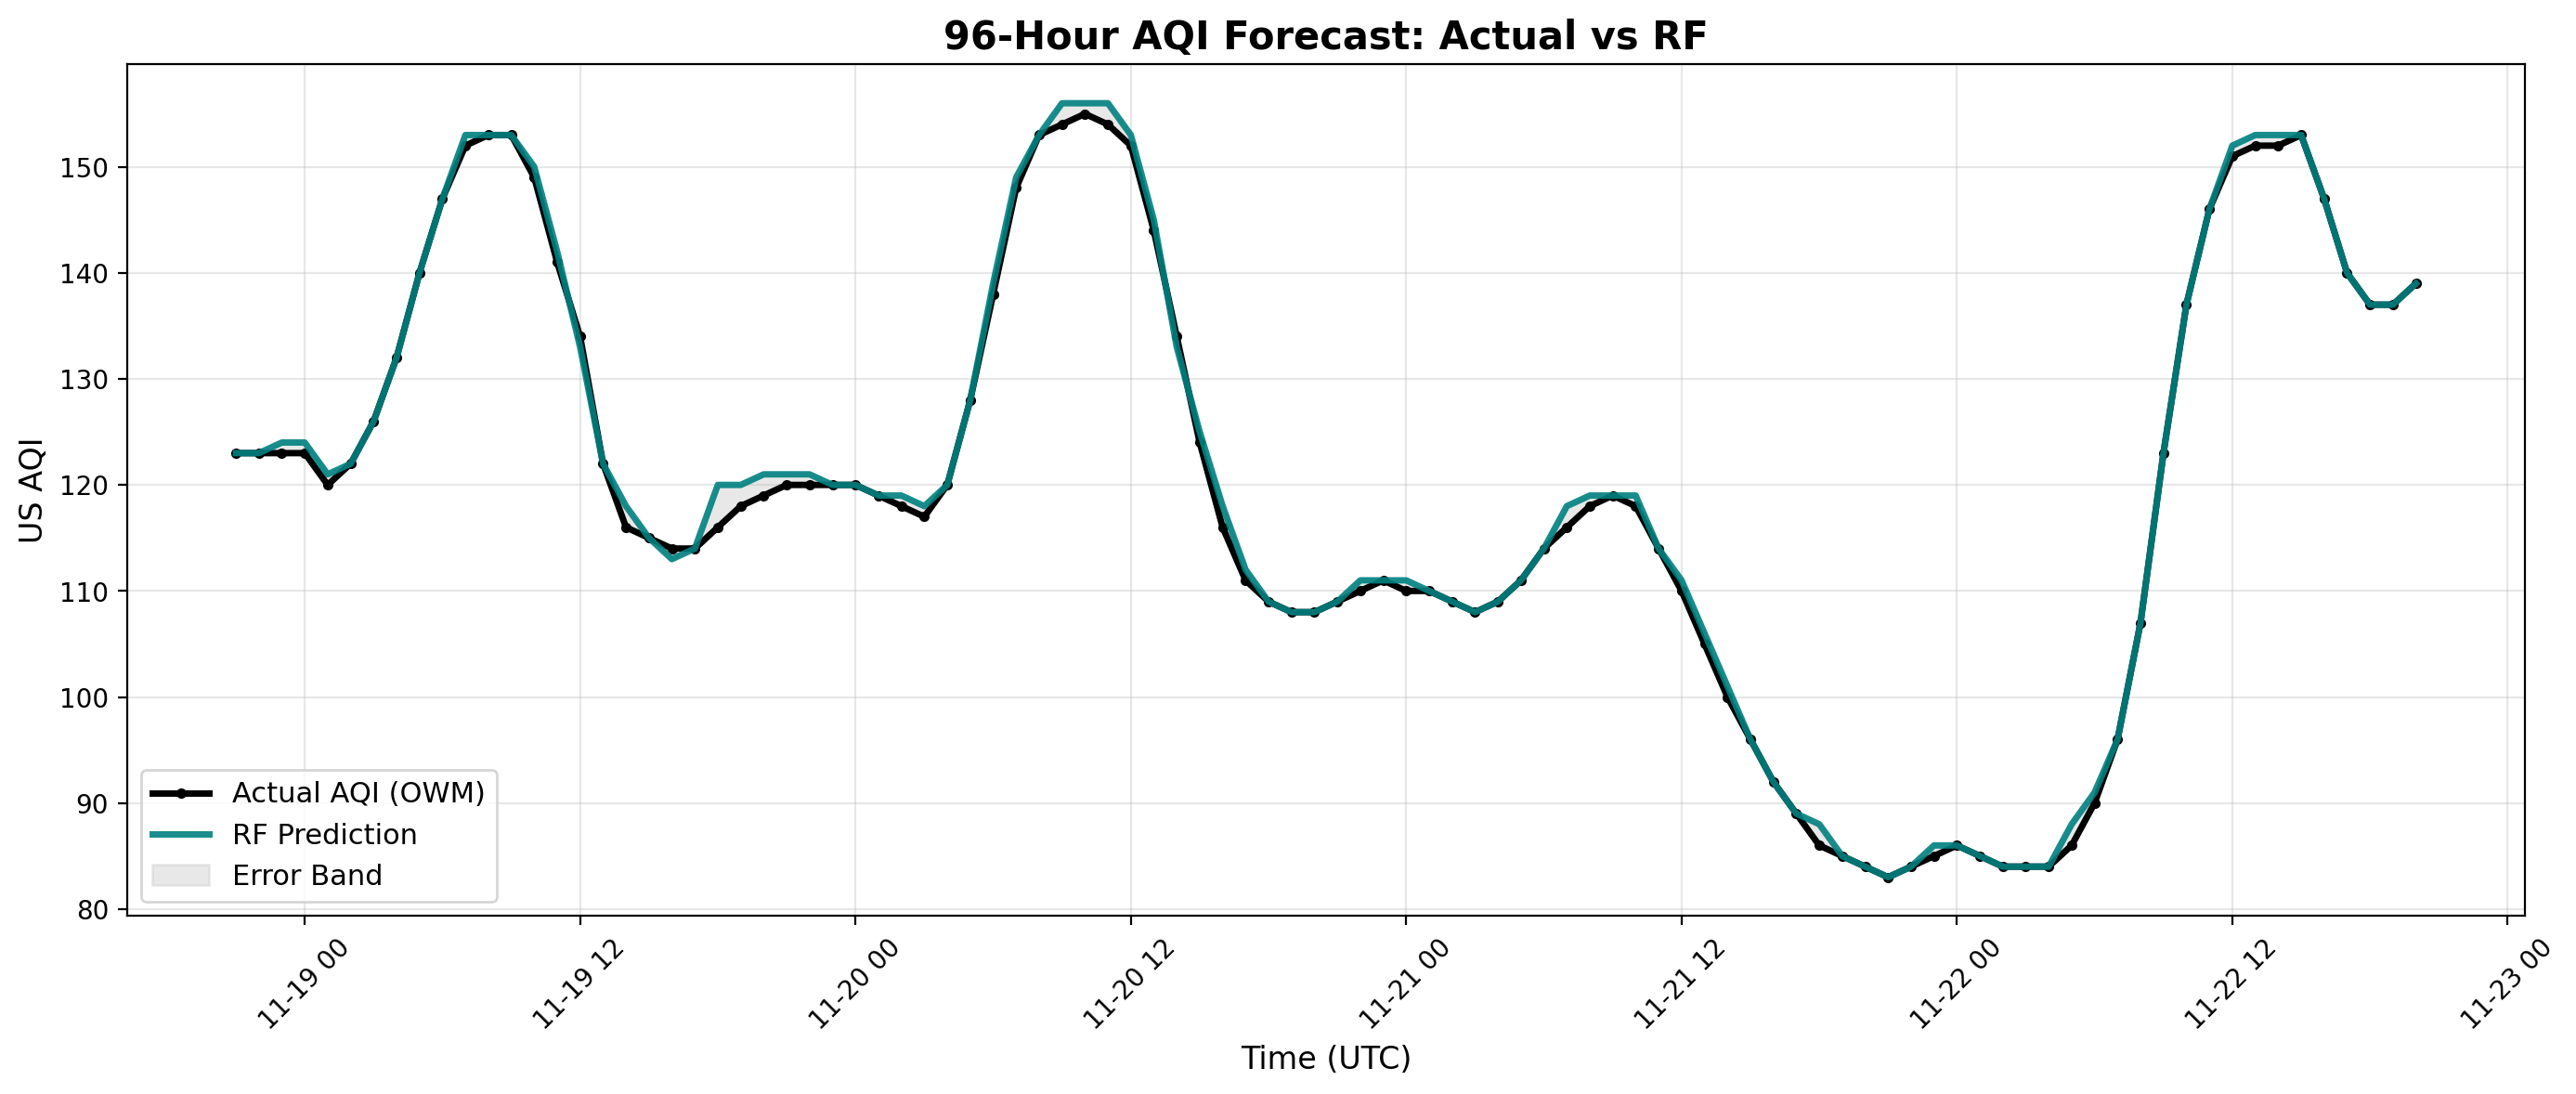 96-Hour AQI Forecast: Actual vs RF
US AQI
150
140
130
120
110
100
90
80
Actual AQI (OWM)
RF Prediction
Error Band
11-19 00
11-19 12
11-20 00
11-20 12
11-21 00
11-21 12
11-22 00
11-22 12
11-23 00
Time (UTC)